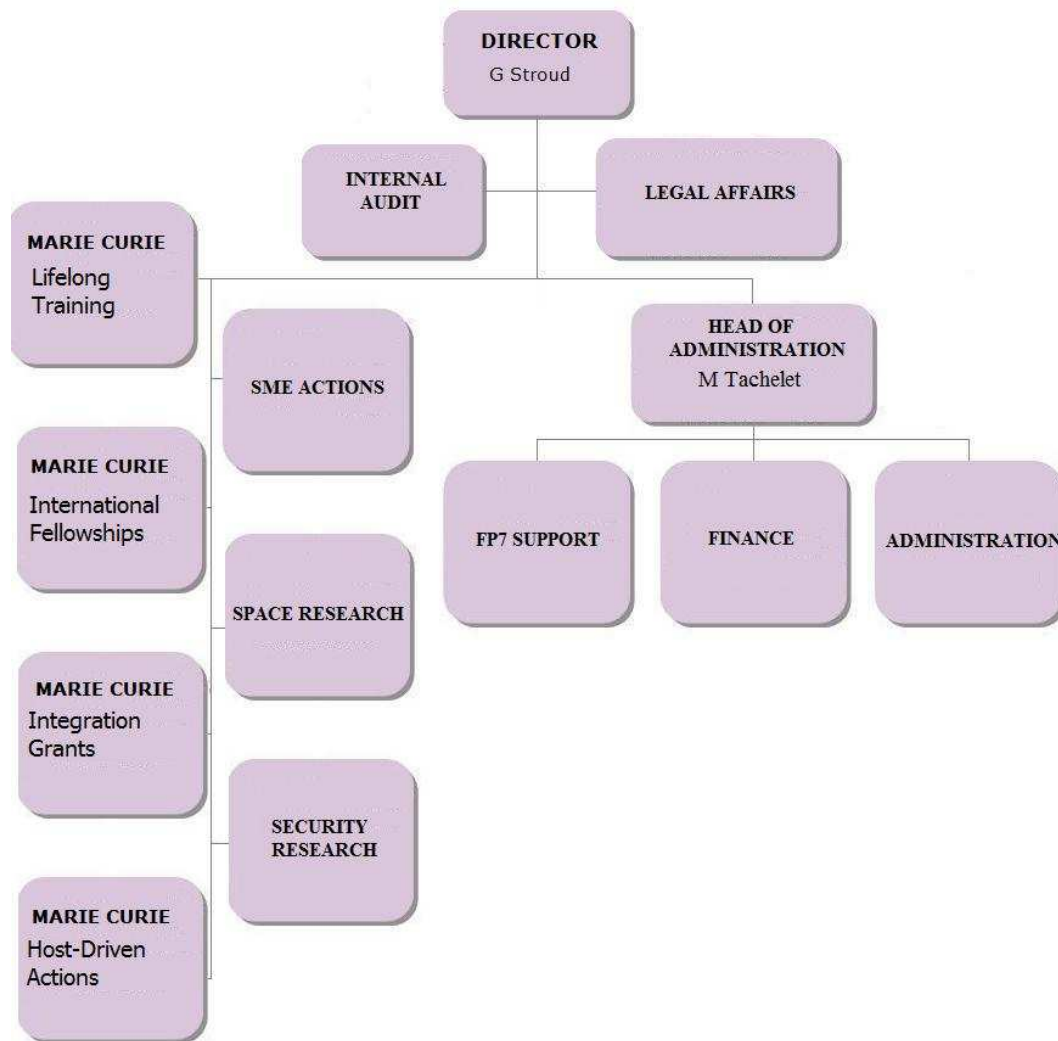 DIRECTOR
G Stroud
INTERNAL
AUDIT
LEGAL AFFAIRS
MARIE CURIE
Lifelong
Training
HEAD OF
ADMINISTRATION
M Tachelet
SME ACTIONS
MARIE CURIE
International
Fellowships
FP7 SUPPORT
FINANCE
ADMINISTRATION
SPACE RESEARCH
MARIE CURIE
Integration
Grants
SECURITY
RESEARCH
MARIE CURIE
Host-Driven
Actions